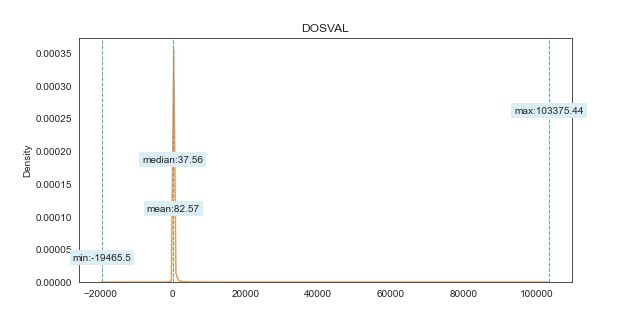 DOSVAL
0.00035
0.00030
max:103375.44
0.00025
0.00020
median:37.56
Density
0.00015
mean:82.57
0.00010
0.00005
min:-19465.5
0.00000
−20000 0 20000 40000 60000 80000 100000